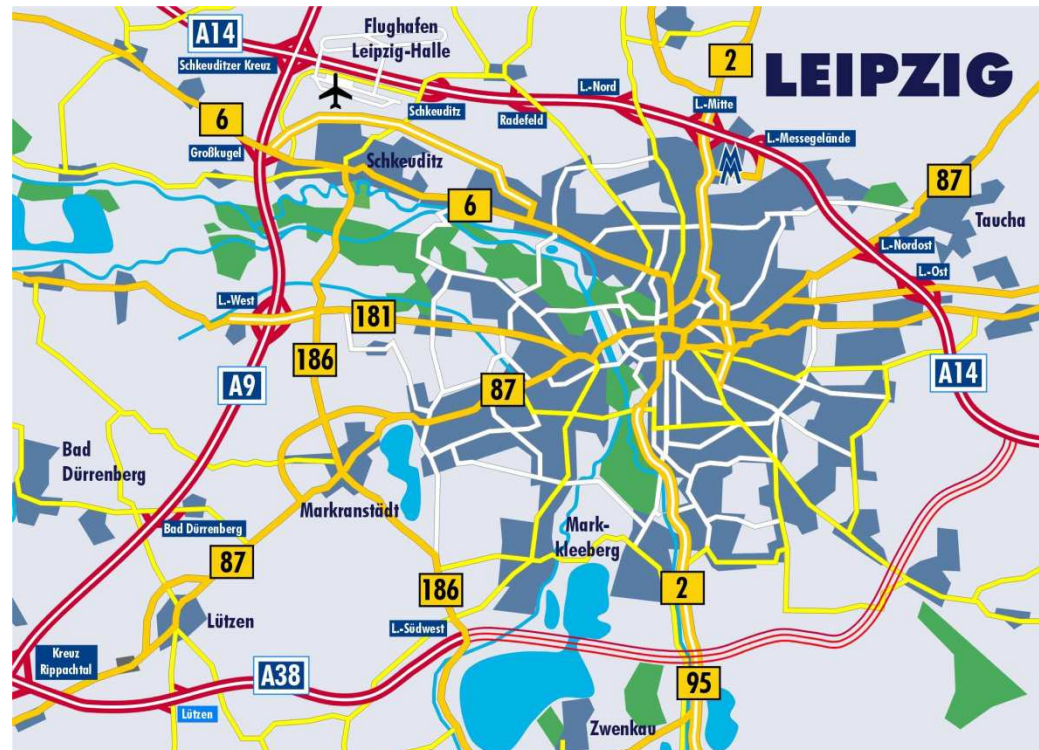 A14
Flughafen
Leipzig-Halle
2
LEIPZIG
Schkeuditzer Kreuz
L.-Nord
L.-Mitte
Schkeuditz
Radefeld
L.-Messegelände
6
Großkugel
Schkeuditz
87
6
Taucha
L.-Nordost
L.-Ost
L.-West
181
186
A9
87
A14
Bad
Dürrenberg
Markranstädt
Bad Dürrenberg
Mark-
kleeberg
87
186
2
Lützen
L.-Südwest
Kreuz
Rippachtal
A38
95
Lützen
Zwenkau